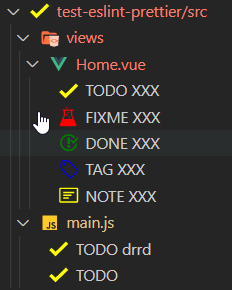 test-eslint-prettier/src
views
Home.vue
TODO XXX
FIXME XXX
DONE XXX
TAG XXX
NOTE XXX
JS main.js
TODO drrd
TODO